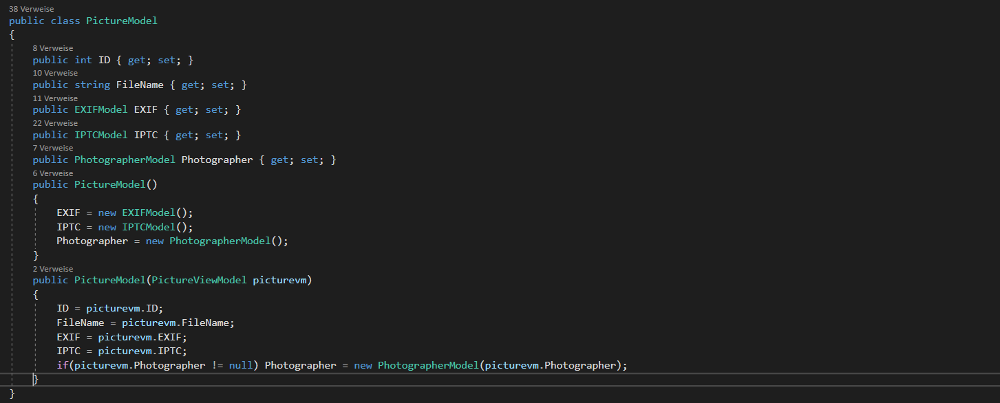 38 Verweise
public class PictureModel
{
8 Verweise
public int ID { get; set; }
10 Verweise
public string FileName { get; set; }
11 Verweise
public EXIFModel EXIF { get; set; }
22 Verweise
public IPTCModel IPTC { get; set; }
7 Verweise
public PhotographerModel Photographer { get; set; }
6 Verweise
public PictureModel()
{
EXIF = new EXIFModel();
IPTC = new IPTCModel();
Photographer = new PhotographerModel();
}
2 Verweise
public PictureModel(PictureViewModel picturevm)
{
ID = picturevm.ID;
FileName = picturevm.FileName;
EXIF = picturevm.EXIF;
IPTC = picturevm.IPTC;
if(picturevm.Photographer != null) Photographer = new PhotographerModel(picturevm.Photographer);
}
}